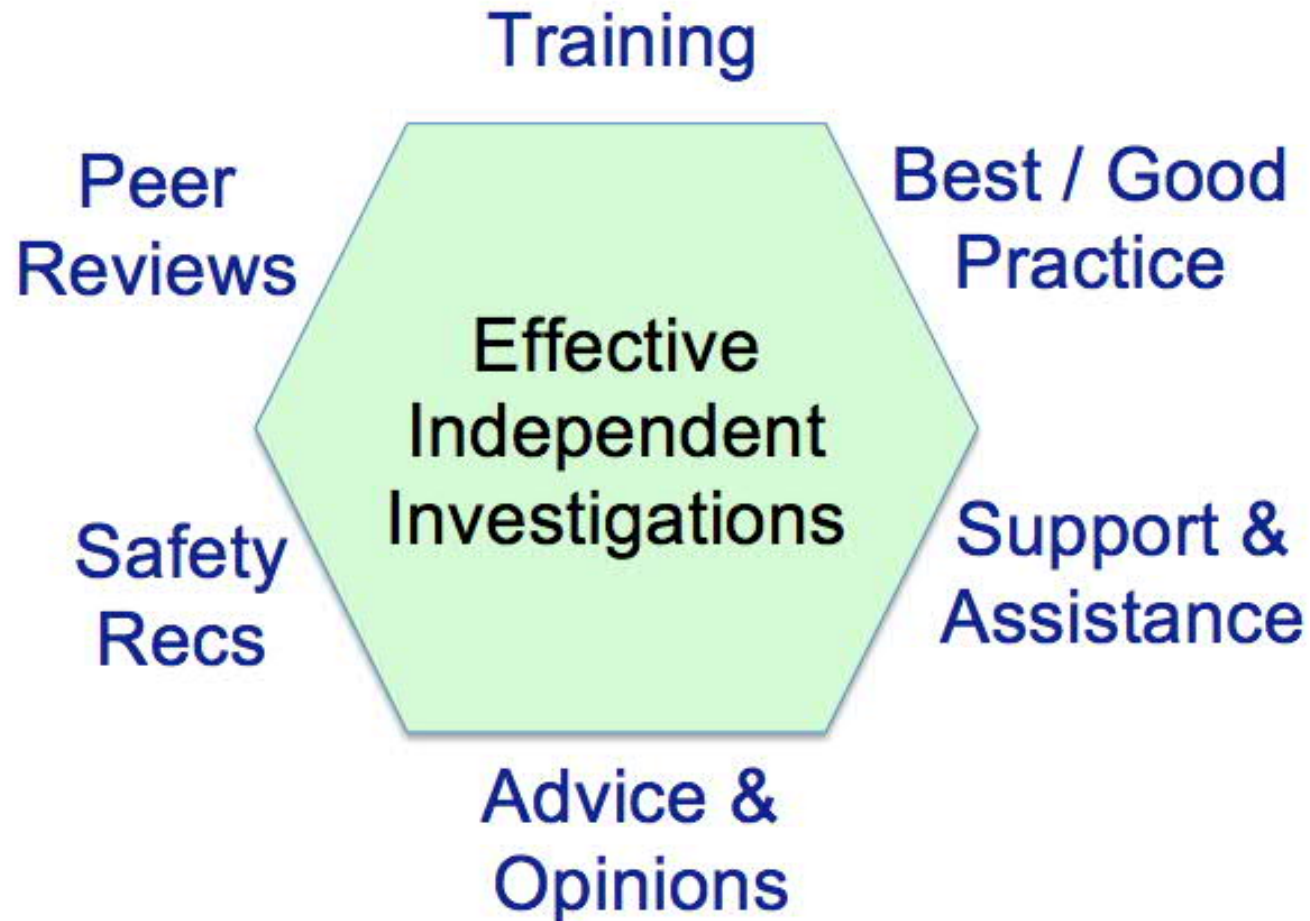 Training
Peer
Reviews
Best / Good
Practice
Effective
Independent
Investigations
Safety
Recs
Support &
Assistance
Advice &
Opinions